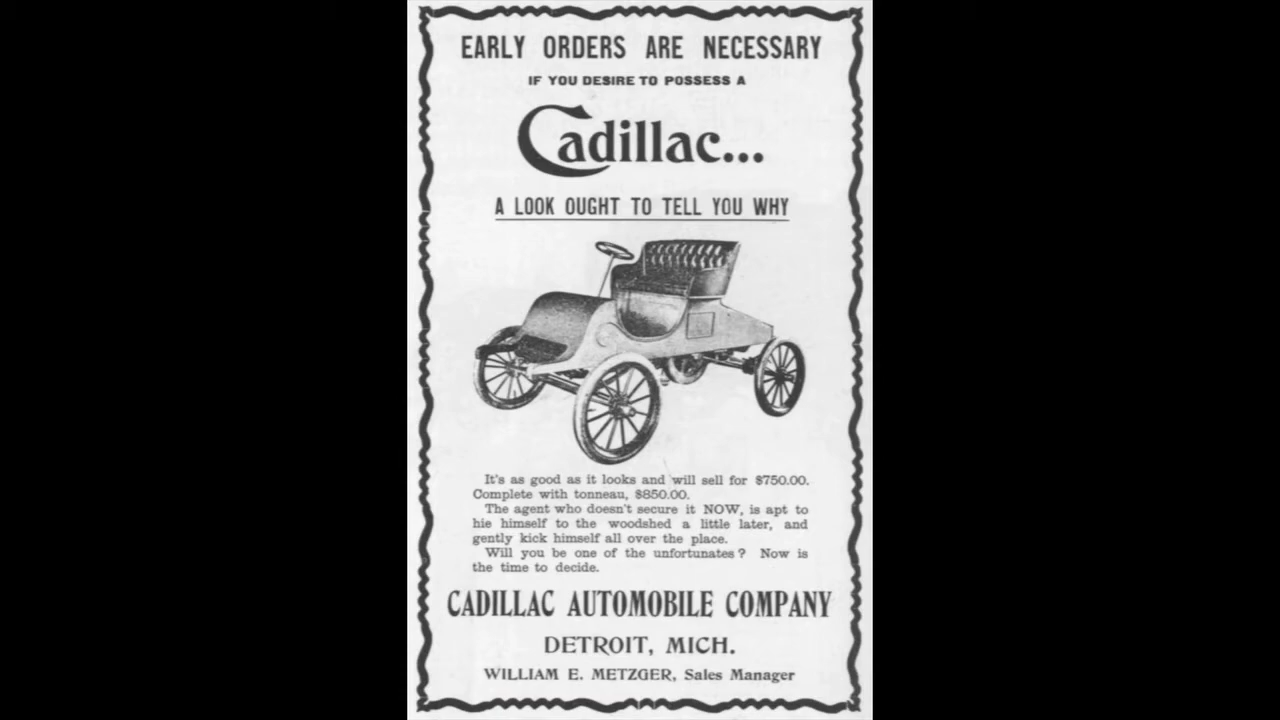 EARLY ORDERS ARE NECESSARY
IF YOU DESIRE TO POSSESS A
Cadillac...
A LOOK OUGHT TO TELL YOU WHY
It's as good as it looks and will sell for $750.00.
Complete with tonneau, $850.00.
The agent who doesn't secure it NOW, is apt to
hie himself to the woodshed a little later, and
gently kick himself all over the place.
Will you be one of the unfortunates? Now is
the time to decide.
CADILLAC AUTOMOBILE COMPANY
DETROIT, MICH.
WILLIAM E. METZGER, Sales Manager